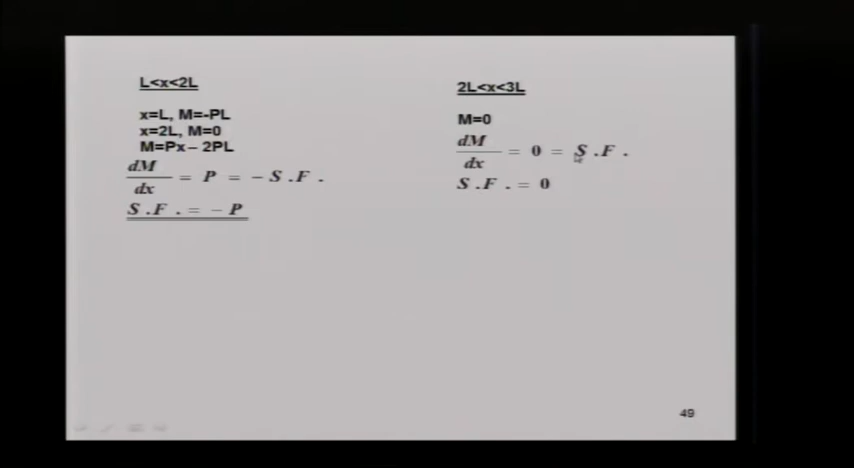 L<x<2L
x=L, M=-PL
x=2L, M=0
M=Px – 2PL
dM/dx = P = – S.F.
S.F. = – P
2L<x<3L
M=0
dM/dx = 0 = S.F.
S.F. = 0
49